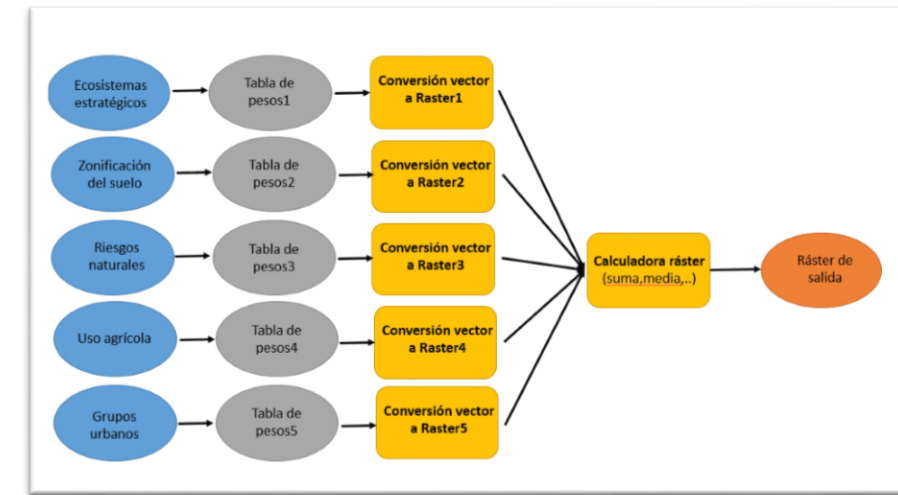 Ecosistemas
estratégicos
Tabla de
pesos1
Conversión vector
a Raster1
Zonificación
del suelo
Tabla de
pesos2
Conversión vector
a Raster2
Riesgos
naturales
Tabla de
pesos3
Conversión vector
a Raster3
Uso agrícola
Tabla de
pesos4
Conversión vector
a Raster4
Grupos
urbanos
Tabla de
pesos5
Conversión vector
a Raster5
Calculadora ráster
(suma,media,..)
Ráster de
salida